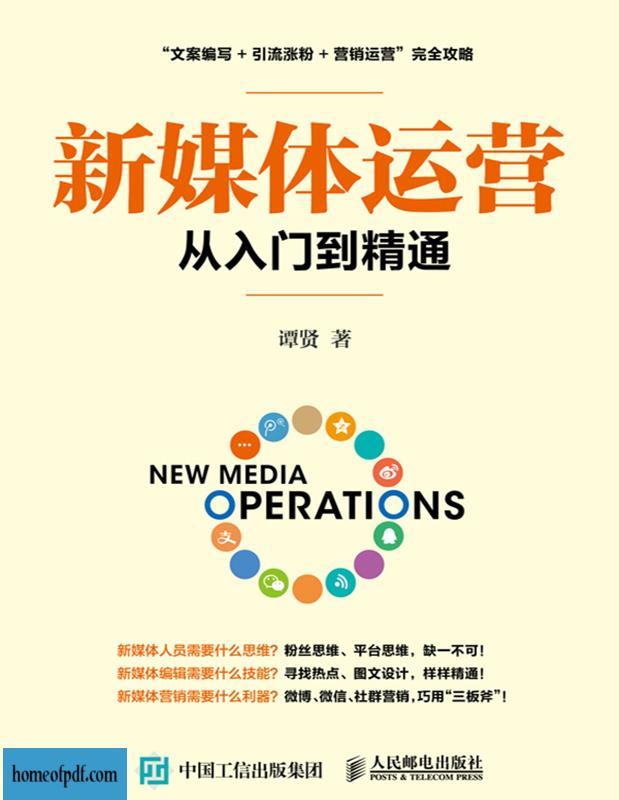 “文案编写 + 引流涨粉 + 营销运营”完全攻略
新媒体运营
从入门到精通
谭贤 著
NEW MEDIA
OPERATIONS
支
新媒体人员需要什么思维？粉丝思维、平台思维，缺一不可！
新媒体编辑需要什么技能？寻找热点、图文设计，样样精通！
新媒体营销需要什么利器？微博、微信、社群营销，巧用“三板斧”！
homeofpdf.com
中国工信出版集团
人民邮电出版社
POSTS & TELECOM PRESS